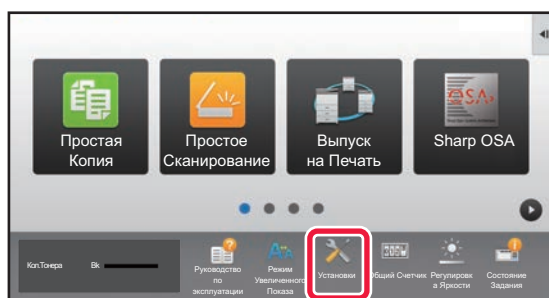 Простая
Копия
Простое
Сканирование
Выпуск
на Печать
Sharp OSA
Кол.Тонера
Bk
Руководство
по
эксплуатации
Режим
Увеличенного
Показа
Установки
Общий Счетчик
Регулировк
а Яркости
Состояние
Задания